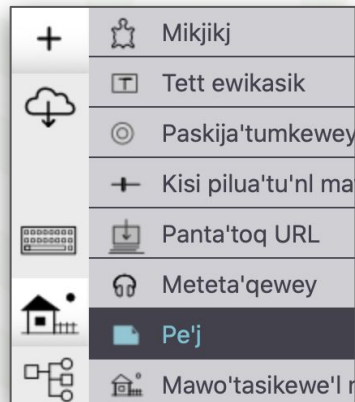 Mikjikj
Tett ewikasik
Paskija'tumkewey
Kisi pilua'tu'nl
Panta'toq URL
Meteta'qewey
Pe'j
Mawo'tasikewe'l